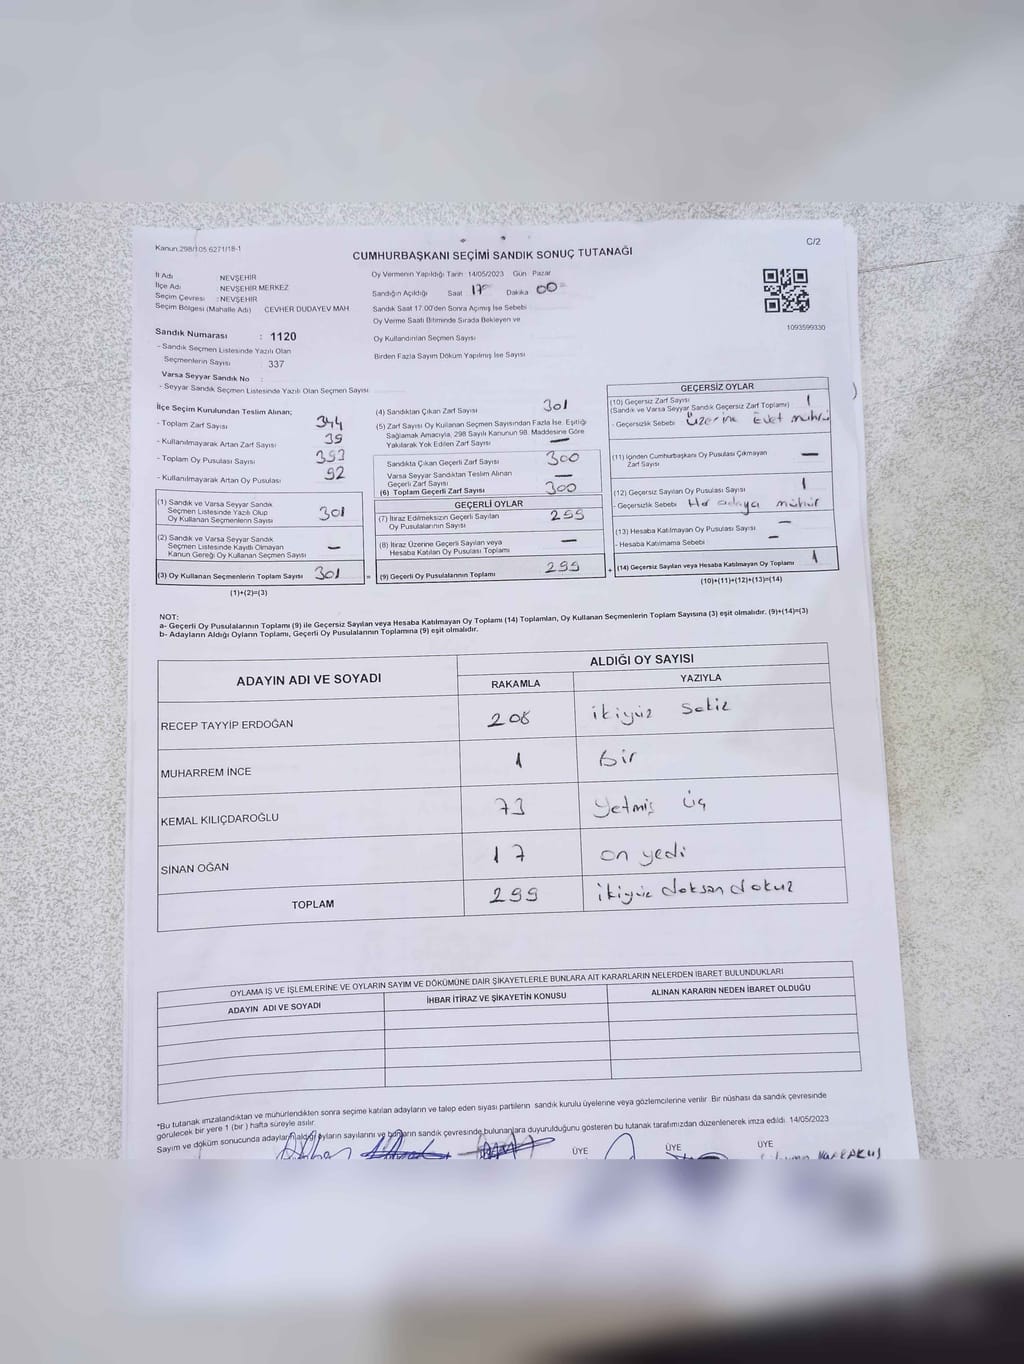 Kanun:298/105 6271/18-1
C/2
CUMHURBAŞKANI SEÇİMİ SANDIK SONUÇ TUTANAĞI
İl Adı NEVŞEHİR
İlçe Adı : NEVŞEHİR MERKEZ
Seçim Çevresi : NEVŞEHİR
Seçim Bölgesi (Mahalle Adı) CEVHER DUDAYEV MAH.
Oy Vermenin Yapıldığı Tarih: 14/05/2023 Gün: Pazar
Sandığın Açıldığı Saat 17 Dakika 00
Sandık Saat 17.00'den Sonra Açılmış İse Sebebi
Oy Verme Saati Bitiminde Sırada Bekleyen ve
Oy Kullandırılan Seçmen Sayısı
Birden Fazla Sayım Döküm Yapılmış İse Sayısı
1093599330
Sandık Numarası : 1120
- Sandık Seçmen Listesinde Yazılı Olan
Seçmenlerin Sayısı : 337
Varsa Seyyar Sandık No :
- Seyyar Sandık Seçmen Listesinde Yazılı Olan Seçmen Sayısı
İlçe Seçim Kurulundan Teslim Alınan;
- Toplam Zarf Sayısı 344
- Kullanılmayarak Artan Zarf Sayısı 39
- Toplam Oy Pusulası Sayısı 393
- Kullanılmayarak Artan Oy Pusulası 92
(1) Sandık ve Varsa Seyyar Sandık
Seçmen Listesinde Yazılı Olup
Oy Kullanan Seçmenlerin Sayısı 301
(2) Sandık ve Varsa Seyyar Sandık
Seçmen Listesinde Kayıtlı Olmayan
Kanun Gereği Oy Kullanan Seçmen Sayısı —
(3) Oy Kullanan Seçmenlerin Toplam Sayısı 301 =
(1)+(2)=(3)
(4) Sandıktan Çıkan Zarf Sayısı 301
(5) Zarf Sayısı Oy Kullanan Seçmen Sayısından Fazla İse, Eşitliği
Sağlamak Amacıyla, 298 Sayılı Kanunun 98. Maddesine Göre
Yakılarak Yok Edilen Zarf Sayısı —
Sandıkta Çıkan Geçerli Zarf Sayısı 300
Varsa Seyyar Sandıktan Teslim Alınan
Geçerli Zarf Sayısı —
(6) Toplam Geçerli Zarf Sayısı 300
GEÇERLİ OYLAR
(7) İtiraz Edilmeksizin Geçerli Sayılan
Oy Pusulalarının Sayısı 299
(8) İtiraz Üzerine Geçerli Sayılan veya
Hesaba Katılan Oy Pusulası Toplamı —
(9) Geçerli Oy Pusulalarının Toplamı 299 +
GEÇERSİZ OYLAR
(10) Geçersiz Zarf Sayısı 1
(Sandık ve Varsa Seyyar Sandık Geçersiz Zarf Toplamı)
- Geçersizlik Sebebi Üzerine Evet mührü
(11) İçinden Cumhurbaşkanı Oy Pusulası Çıkmayan
Zarf Sayısı —
(12) Geçersiz Sayılan Oy Pusulası Sayısı 1
- Geçersizlik Sebebi Her adaya mühür
(13) Hesaba Katılmayan Oy Pusulası Sayısı —
- Hesaba Katılmama Sebebi —
(14) Geçersiz Sayılan veya Hesaba Katılmayan Oy Toplamı 1
(10)+(11)+(12)+(13)=(14)
NOT:
a- Geçerli Oy Pusulalarının Toplamı (9) ile Geçersiz Sayılan veya Hesaba Katılmayan Oy Toplamı (14) Toplamları, Oy Kullanan Seçmenlerin Toplam Sayısına (3) eşit olmalıdır. (9)+(14)=(3)
b- Adayların Aldığı Oyların Toplamı, Geçerli Oy Pusulalarının Toplamına (9) eşit olmalıdır.
ADAYIN ADI VE SOYADI ALDIĞI OY SAYISI
RAKAMLA YAZIYLA
RECEP TAYYİP ERDOĞAN 208 ikiyüz sekiz
MUHARREM İNCE 1 Bir
KEMAL KILIÇDAROĞLU 73 Yetmiş üç
SİNAN OĞAN 17 on yedi
TOPLAM 299 ikiyüz doksan dokuz
OYLAMA İŞ VE İŞLEMLERİNE VE OYLARIN SAYIM VE DÖKÜMÜNE DAİR ŞİKAYETLERLE BUNLARA AİT KARARLARIN NELERDEN İBARET BULUNDUKLARI
ADAYIN ADI VE SOYADI İHBAR İTİRAZ VE ŞİKAYETİN KONUSU ALINAN KARARIN NEDEN İBARET OLDUĞU
*Bu tutanak imzalandıktan ve mühürlendikten sonra seçime katılan adayların ve talep eden siyasi partilerin sandık kurulu üyelerine veya gözlemcilerine verilir. Bir nüshası da sandık çevresinde
görülecek bir yere 1 (bir) hafta süreyle asılır.
Sayım ve döküm sonucunda adayların aldığı oyların sayılarını ve bunların sandık çevresinde bulunanlara duyurulduğunu gösteren bu tutanak tarafımızdan düzenlenerek imza edildi. 14/05/2023
ÜYE ÜYE ÜYE